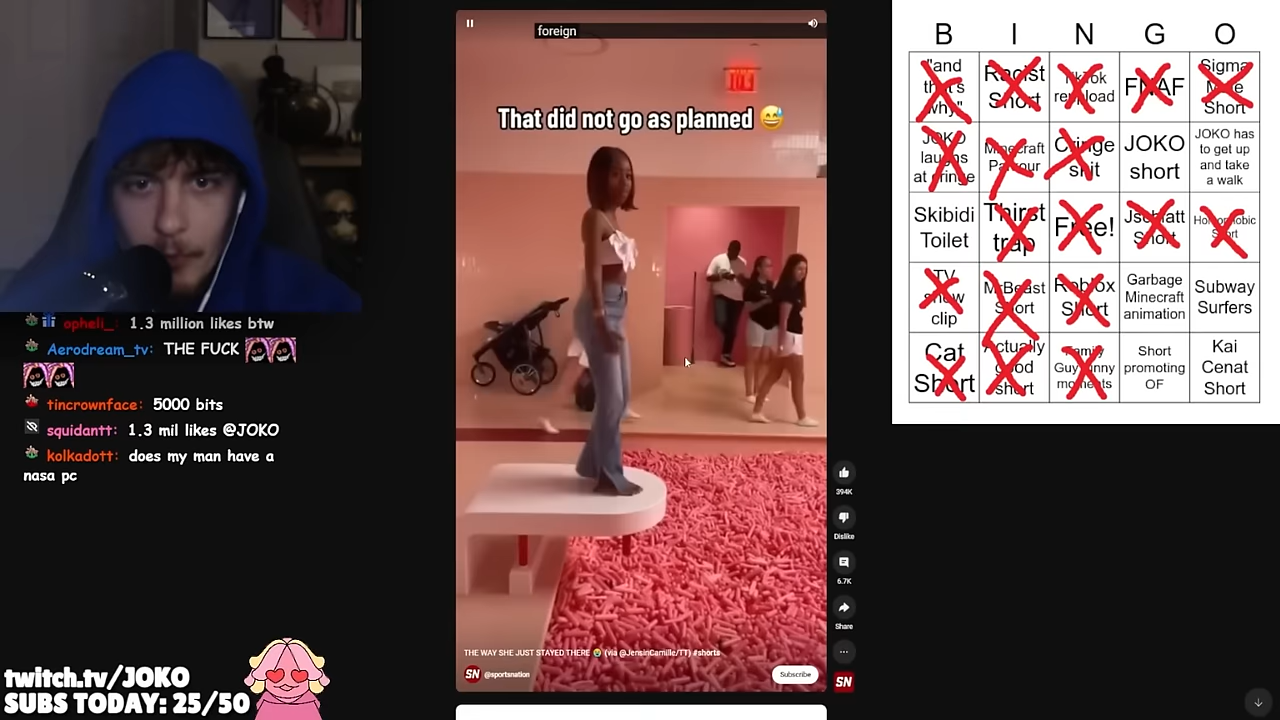 foreign
That did not go as planned 😅
THE WAY SHE JUST STAYED THERE 😭 (via @JensinCamille/TT) #shorts
SN @sportsnation
Subscribe
394K
Dislike
6.7K
Share
SN
opheli_: 1.3 million likes btw
Aerodream_tv: THE FUCK
tincrownface: 5000 bits
squidantt: 1.3 mil likes @JOKO
kolkadott: does my man have a
nasa pc
twitch.tv/JOKO
SUBS TODAY: 25/50
B I N G O
"and
that's
why"
Racist
Short
FNAF
Sigma
Male
Short
JOKO
laughs
at cringe
Minecraft
Parkour
Cringe
skit
JOKO
short
JOKO has
to get up
and take
a walk
Skibidi
Toilet
Thirst
trap
Free!
Jschlatt
Short
Homophobic
Short
TV
show
clip
MrBeast
Short
Roblox
Short
Garbage
Minecraft
animation
Subway
Surfers
Cat
Short
Actually
good
short
Family
Guy funny
moments
Short
promoting
OF
Kai
Cenat
Short